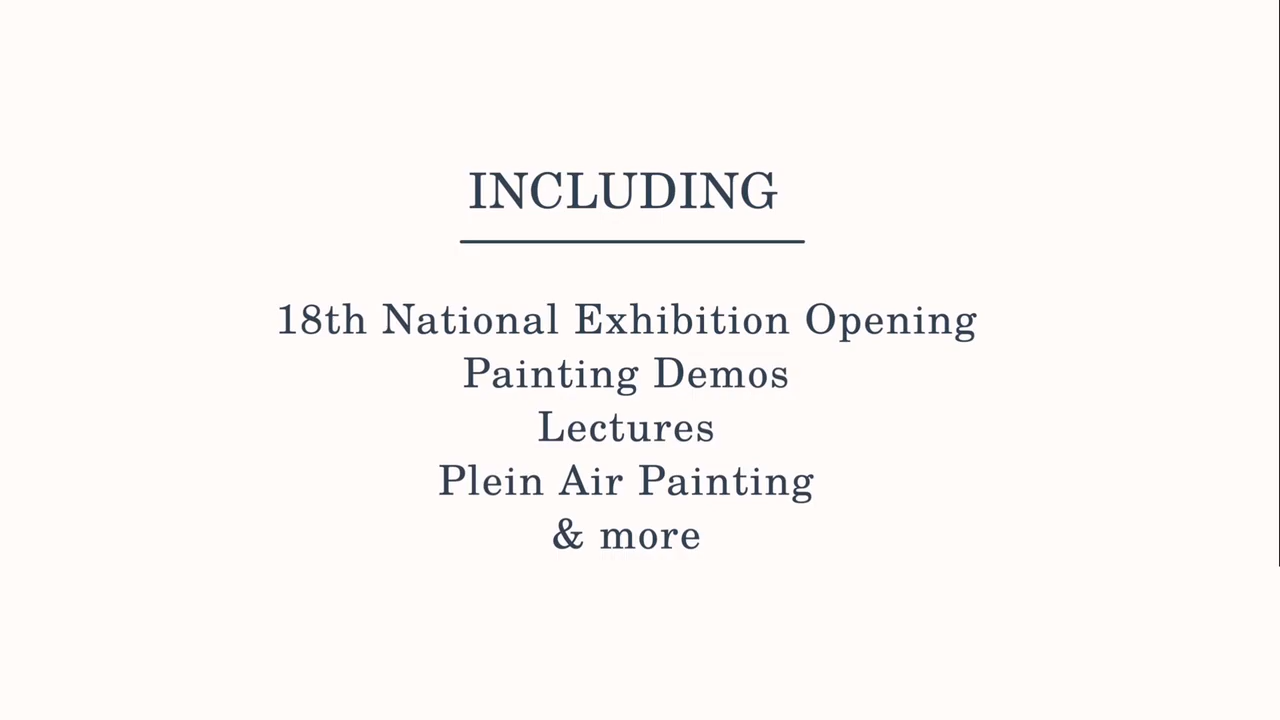 INCLUDING
18th National Exhibition Opening
Painting Demos
Lectures
Plein Air Painting
& more